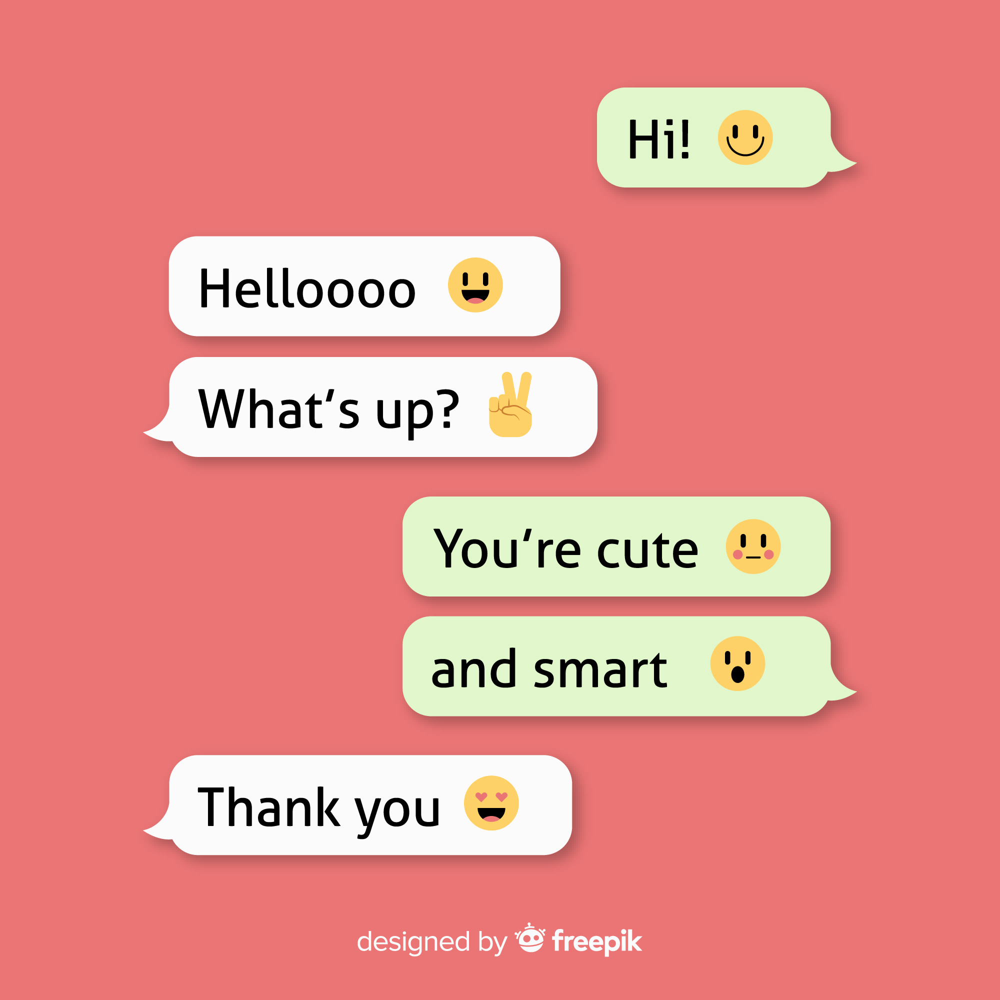 Hi! 🙂
Helloooo 😃
What‘s up? ✌
You‘re cute 😳
and smart 😮
Thank you 😍
designed by freepik